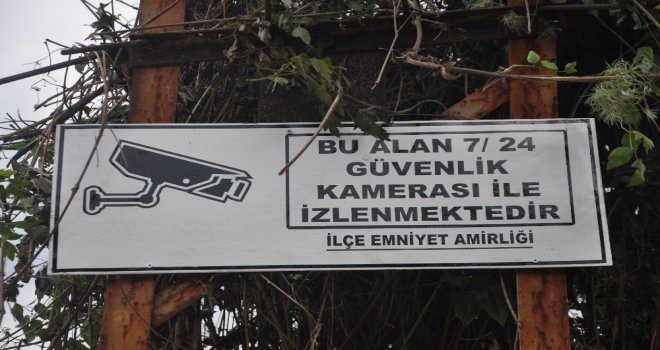 BU ALAN 7/ 24
GÜVENLİK
KAMERASI İLE
İZLENMEKTEDİR
İLÇE EMNİYET AMİRLİĞİ